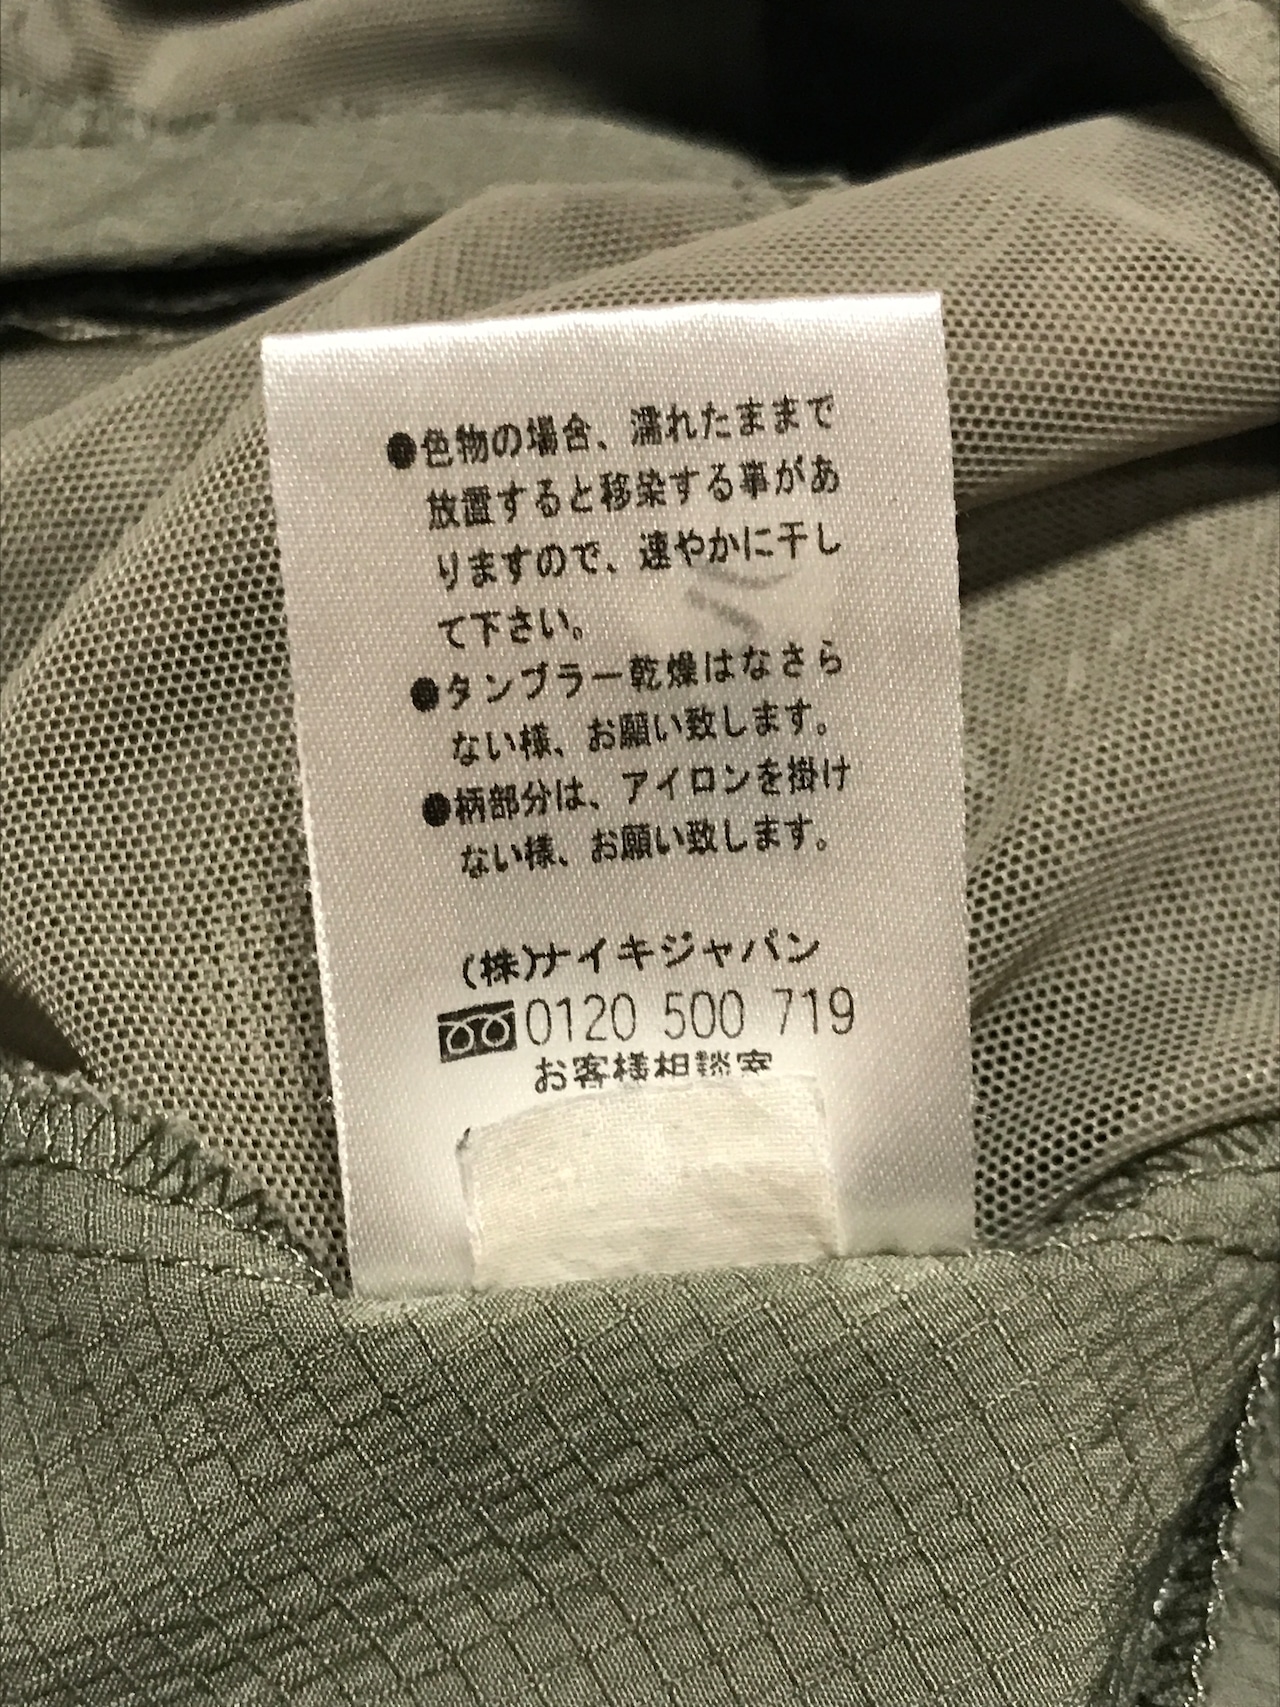 ●色物の場合、濡れたままで
放置すると移染する事があ
りますので、速やかに干し
て下さい。
●タンブラー乾燥はなさら
ない様、お願い致します。
●柄部分は、アイロンを掛け
ない様、お願い致します。
(株)ナイキジャパン
0120 500 719
お客様相談室